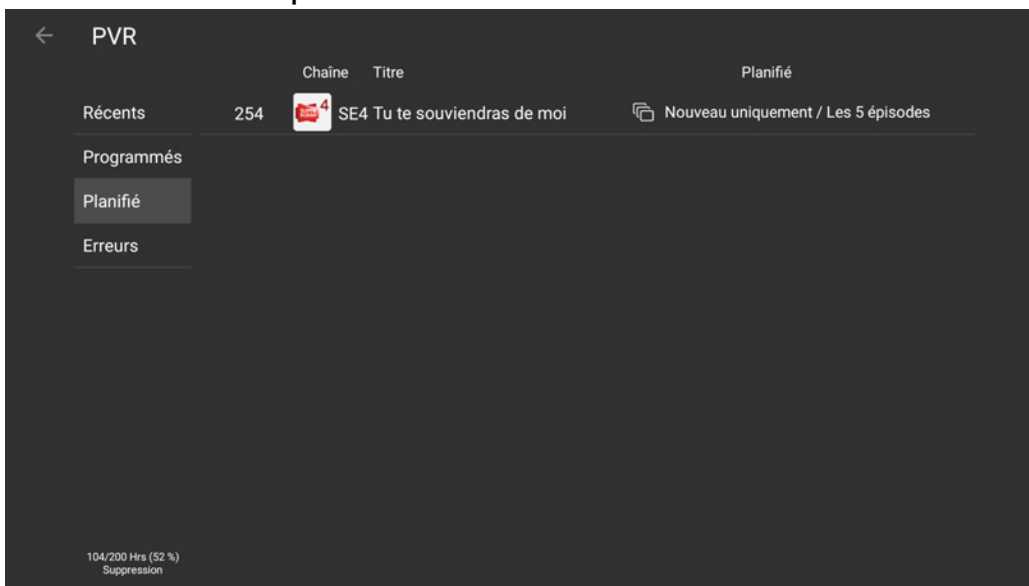 PVR
Chaîne Titre Planifié
Récents
254 4 SE4 Tu te souviendras de moi Nouveau uniquement / Les 5 épisodes
Programmés
Planifié
Erreurs
104/200 Hrs (52 %)
Suppression